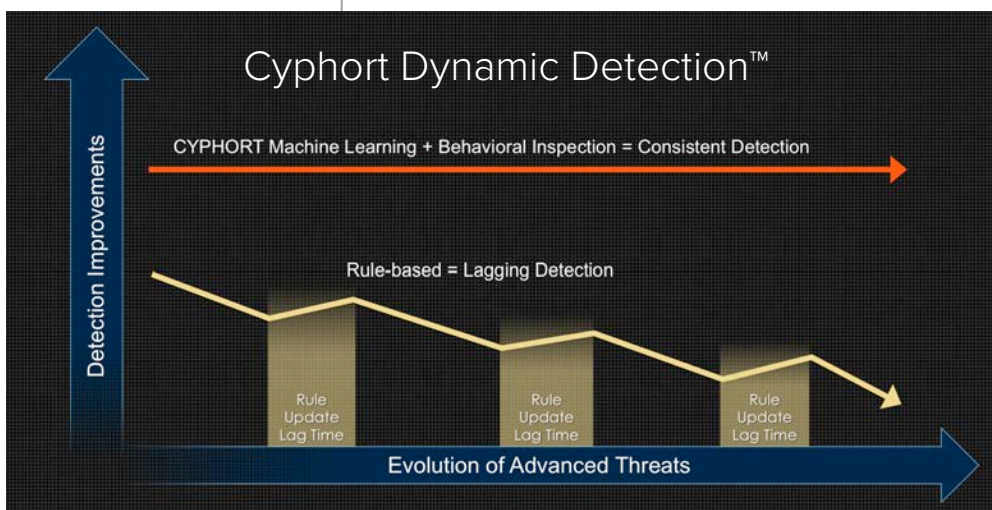 Cyphort Dynamic Detection™
CYPHORT Machine Learning + Behavioral Inspection = Consistent Detection
Detection Improvements
Rule-based = Lagging Detection
Rule
Update
Lag Time
Rule
Update
Lag Time
Rule
Update
Lag Time
Evolution of Advanced Threats